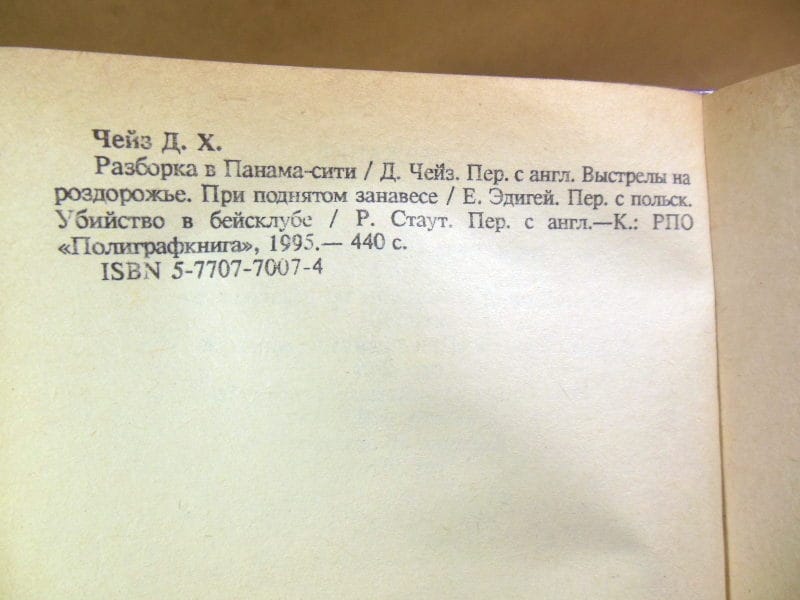 Чейз Д. Х.
Разборка в Панама-сити / Д. Чейз. Пер. с англ. Выстрелы на
роздорожье. При поднятом занавесе / Е. Эдигей. Пер. с польск.
Убийство в бейсклубе / Р. Стаут. Пер. с англ.—К.: РПО
«Полиграфкнига», 1995.— 440 с.
ISBN 5-7707-7007-4